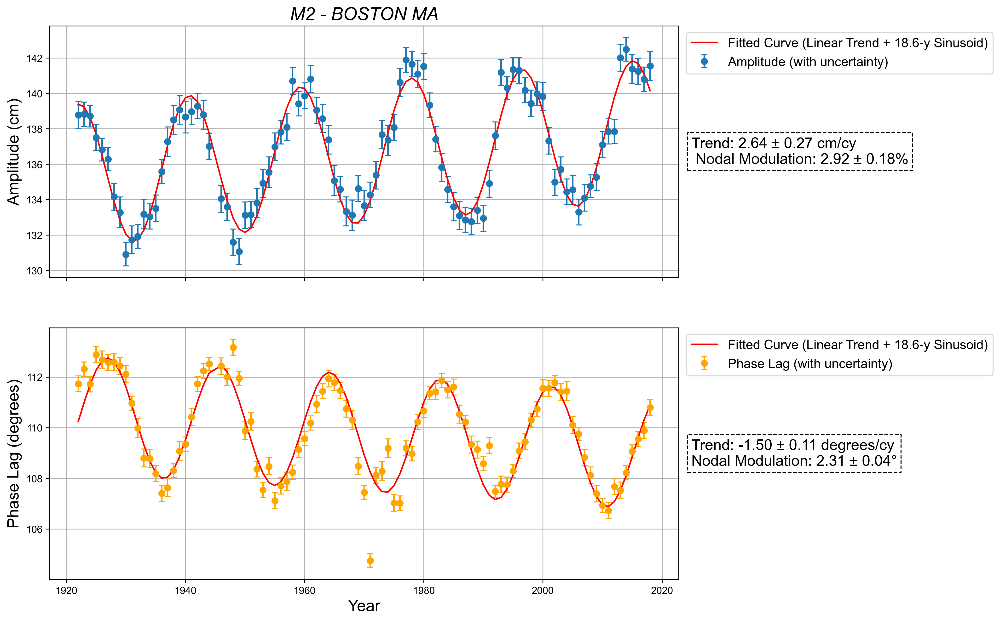 M2 - BOSTON MA
Fitted Curve (Linear Trend + 18.6-y Sinusoid)
Amplitude (with uncertainty)
Amplitude (cm)
142
140
138
136
134
132
130
Trend: 2.64 ± 0.27 cm/cy
Nodal Modulation: 2.92 ± 0.18%
Fitted Curve (Linear Trend + 18.6-y Sinusoid)
Phase Lag (with uncertainty)
Phase Lag (degrees)
112
110
108
106
Trend: -1.50 ± 0.11 degrees/cy
Nodal Modulation: 2.31 ± 0.04°
1920 1940 1960 1980 2000 2020
Year